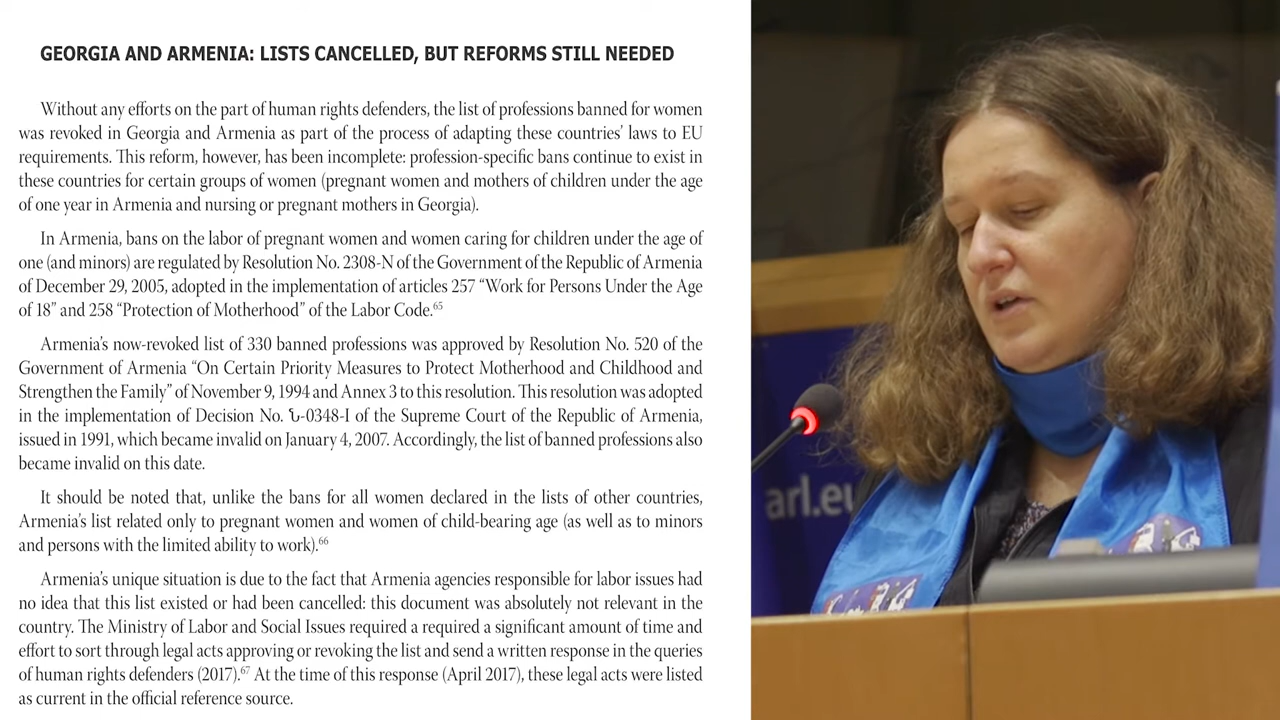 GEORGIA AND ARMENIA: LISTS CANCELLED, BUT REFORMS STILL NEEDED
Without any efforts on the part of human rights defenders, the list of professions banned for women
was revoked in Georgia and Armenia as part of the process of adapting these countries’ laws to EU
requirements. This reform, however, has been incomplete: profession-specific bans continue to exist in
these countries for certain groups of women (pregnant women and mothers of children under the age
of one year in Armenia and nursing or pregnant mothers in Georgia).
In Armenia, bans on the labor of pregnant women and women caring for children under the age of
one (and minors) are regulated by Resolution No. 2308-N of the Government of the Republic of Armenia
of December 29, 2005, adopted in the implementation of articles 257 “Work for Persons Under the Age
of 18” and 258 “Protection of Motherhood” of the Labor Code.65
Armenia’s now-revoked list of 330 banned professions was approved by Resolution No. 520 of the
Government of Armenia “On Certain Priority Measures to Protect Motherhood and Childhood and
Strengthen the Family” of November 9, 1994 and Annex 3 to this resolution. This resolution was adopted
in the implementation of Decision No. Ն-0348-I of the Supreme Court of the Republic of Armenia,
issued in 1991, which became invalid on January 4, 2007. Accordingly, the list of banned professions also
became invalid on this date.
It should be noted that, unlike the bans for all women declared in the lists of other countries,
Armenia’s list related only to pregnant women and women of child-bearing age (as well as to minors
and persons with the limited ability to work).66
Armenia’s unique situation is due to the fact that Armenia agencies responsible for labor issues had
no idea that this list existed or had been cancelled: this document was absolutely not relevant in the
country. The Ministry of Labor and Social Issues required a required a significant amount of time and
effort to sort through legal acts approving or revoking the list and send a written response in the queries
of human rights defenders (2017).67 At the time of this response (April 2017), these legal acts were listed
as current in the official reference source.
arl.eu